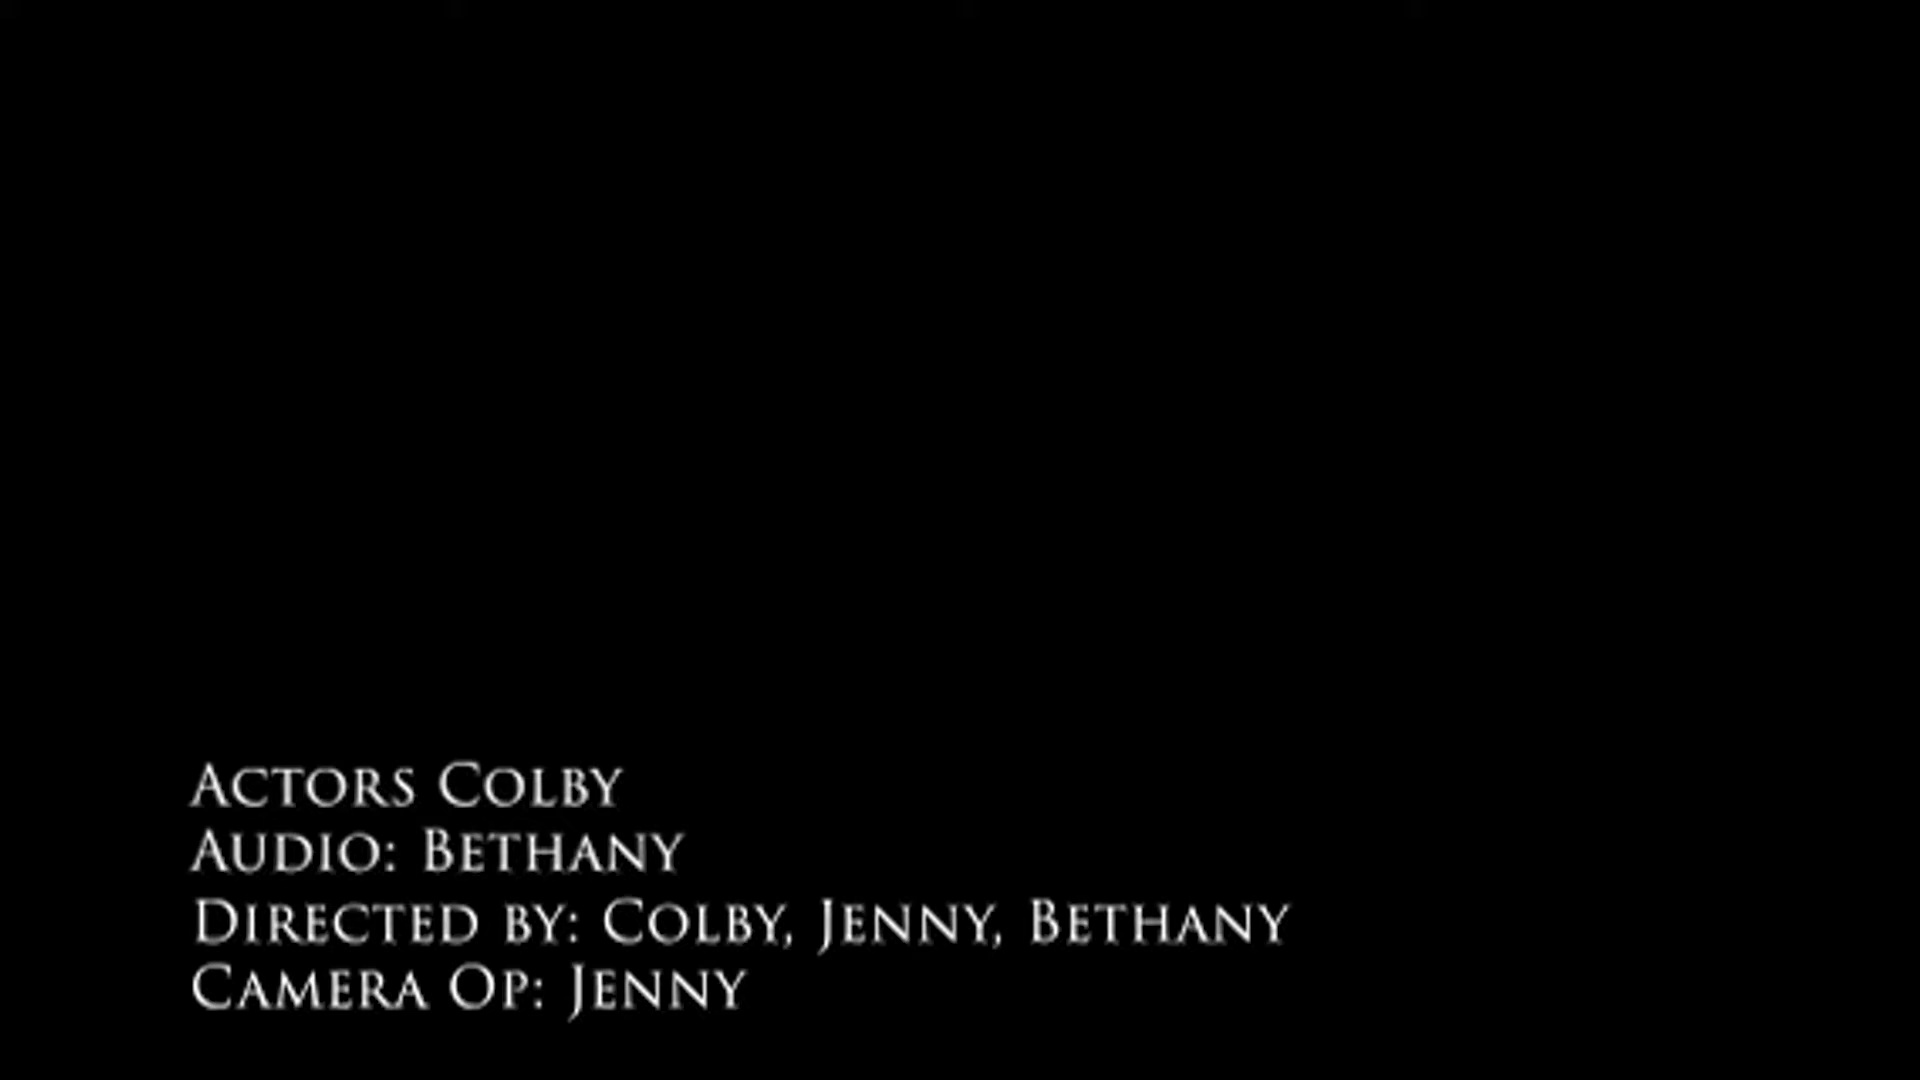 Actors Colby
Audio: Bethany
Directed by: Colby, Jenny, Bethany
Camera Op: Jenny